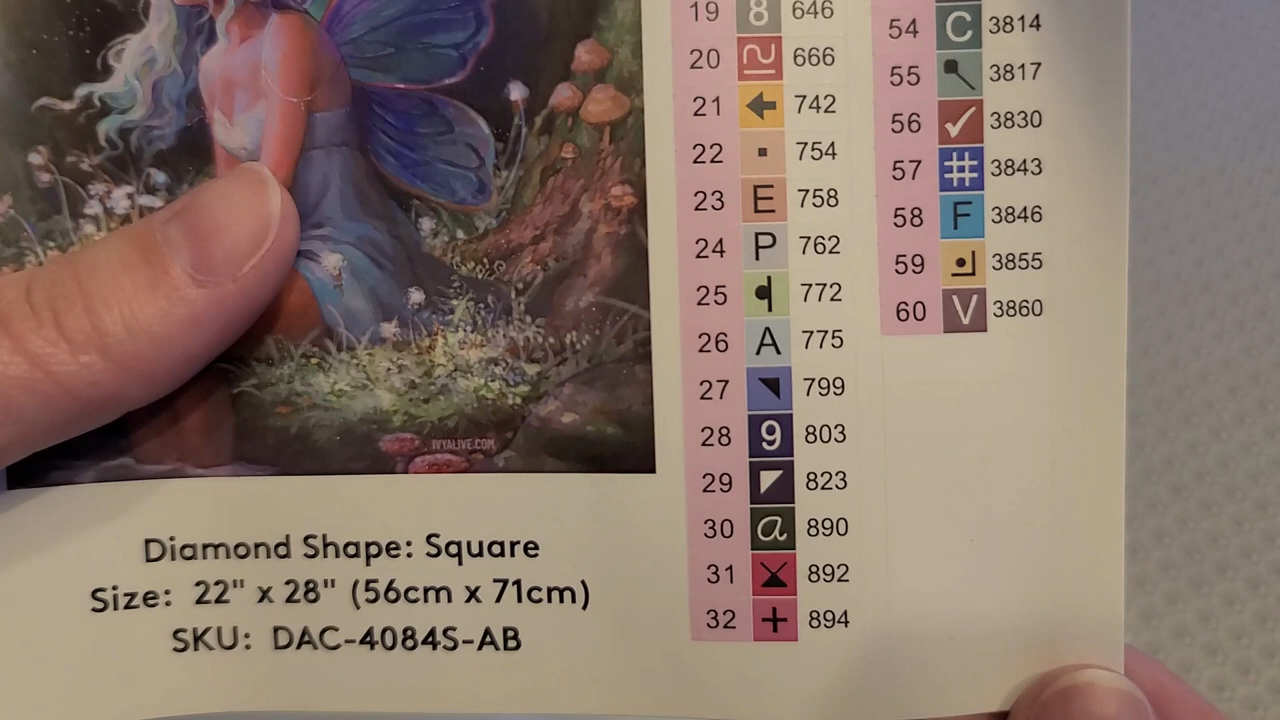 IVYALIVE.COM
Diamond Shape: Square
Size: 22" x 28" (56cm x 71cm)
SKU: DAC-4084S-AB
19 8 646
20 666
21 742
22 754
23 E 758
24 P 762
25 772
26 A 775
27 799
28 9 803
29 823
30 a 890
31 892
32 + 894
54 C 3814
55 3817
56 ✓ 3830
57 # 3843
58 F 3846
59 3855
60 V 3860